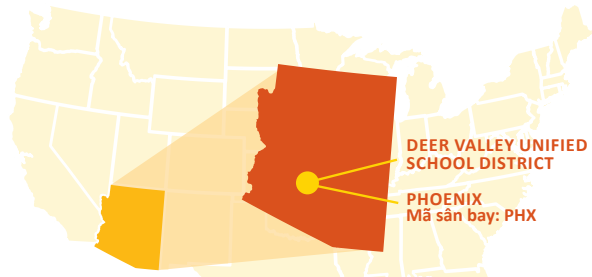 DEER VALLEY UNIFIED
SCHOOL DISTRICT
PHOENIX
Mã sân bay: PHX